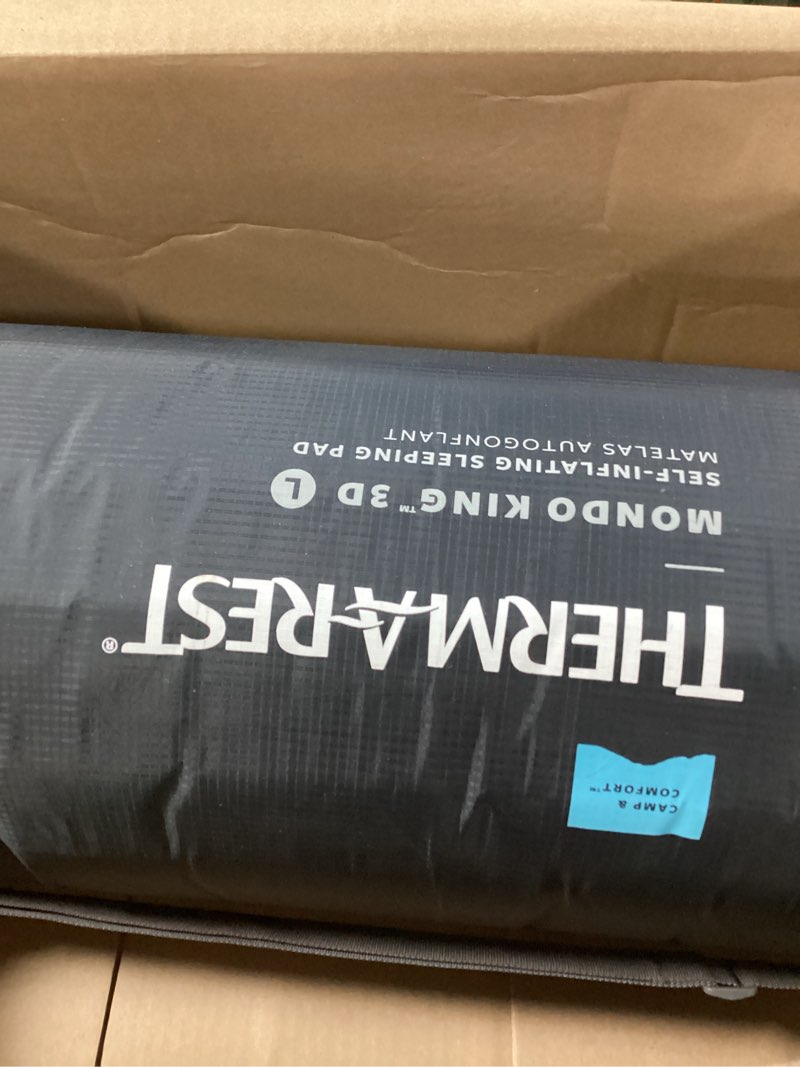 CAMP &
COMFORT™
THERM-A-REST®
MONDO KING™ 3D L
SELF-INFLATING SLEEPING PAD
MATELAS AUTOGONFLANT